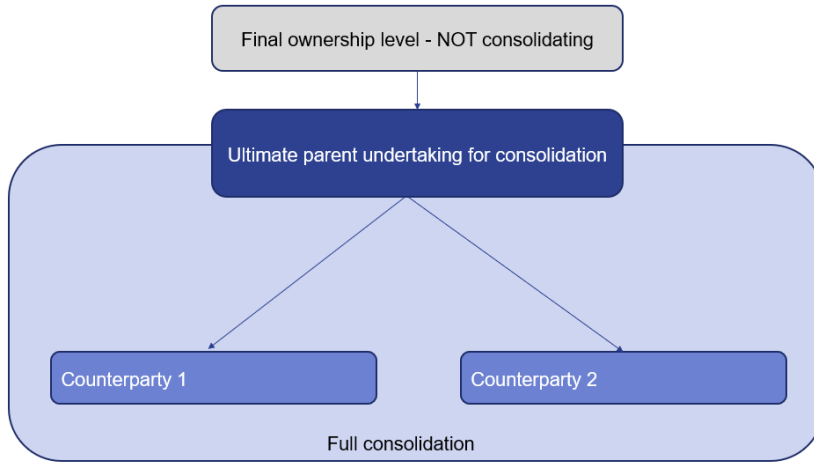 Final ownership level - NOT consolidating
Ultimate parent undertaking for consolidation
Counterparty 1
Counterparty 2
Full consolidation